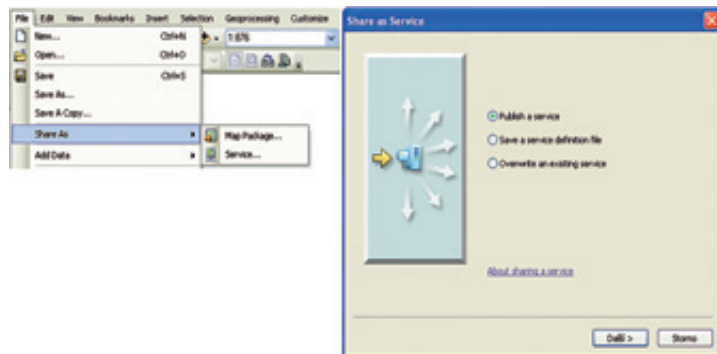 File Edit View Bookmarks Insert Selection Geoprocessing Customize
New... Ctrl+N
1:676
Open... Ctrl+O
Save Ctrl+S
Save As...
Save A Copy...
Share As
Map Package...
Add Data
Service...
Share as Service
Publish a service
Save a service definition file
Overwrite an existing service
About sharing a service
Další >
Storno